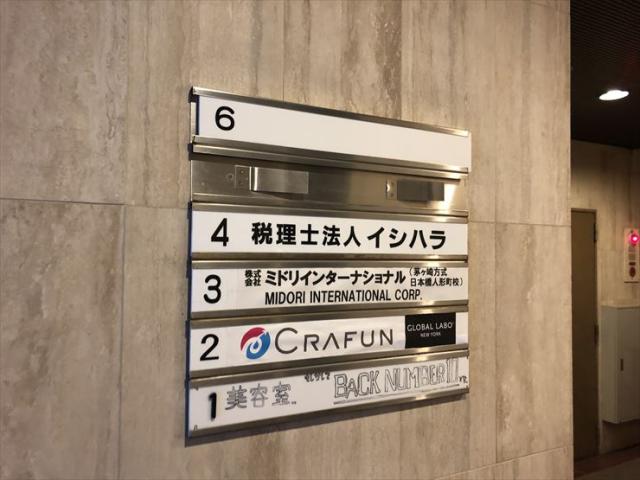 6
4 税理士法人イシハラ
3 株式会社 ミドリインターナショナル (茅ヶ崎方式 日本橋人形町校)
MIDORI INTERNATIONAL CORP.
2 CRAFUN GLOBAL LABO
NEW YORK
1 美容室 BACK NUMBER